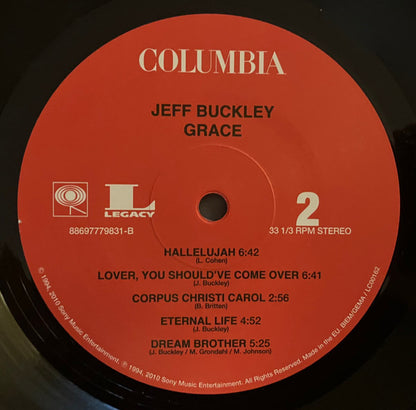 COLUMBIA
JEFF BUCKLEY
GRACE
L
LEGACY
88697779831-B
2
33 1/3 RPM STEREO
HALLELUJAH 6:42
(L. Cohen)
LOVER, YOU SHOULD'VE COME OVER 6:41
(J. Buckley)
CORPUS CHRISTI CAROL 2:56
(B. Britten)
ETERNAL LIFE 4:52
(J. Buckley)
DREAM BROTHER 5:25
(J. Buckley / M. Grondahl / M. Johnson)
© 1994, 2010 Sony Music Entertainment. ℗ 1994, 2010 Sony Music Entertainment. All Rights Reserved. Made in the EU. BIEM/GEMA / LC00162